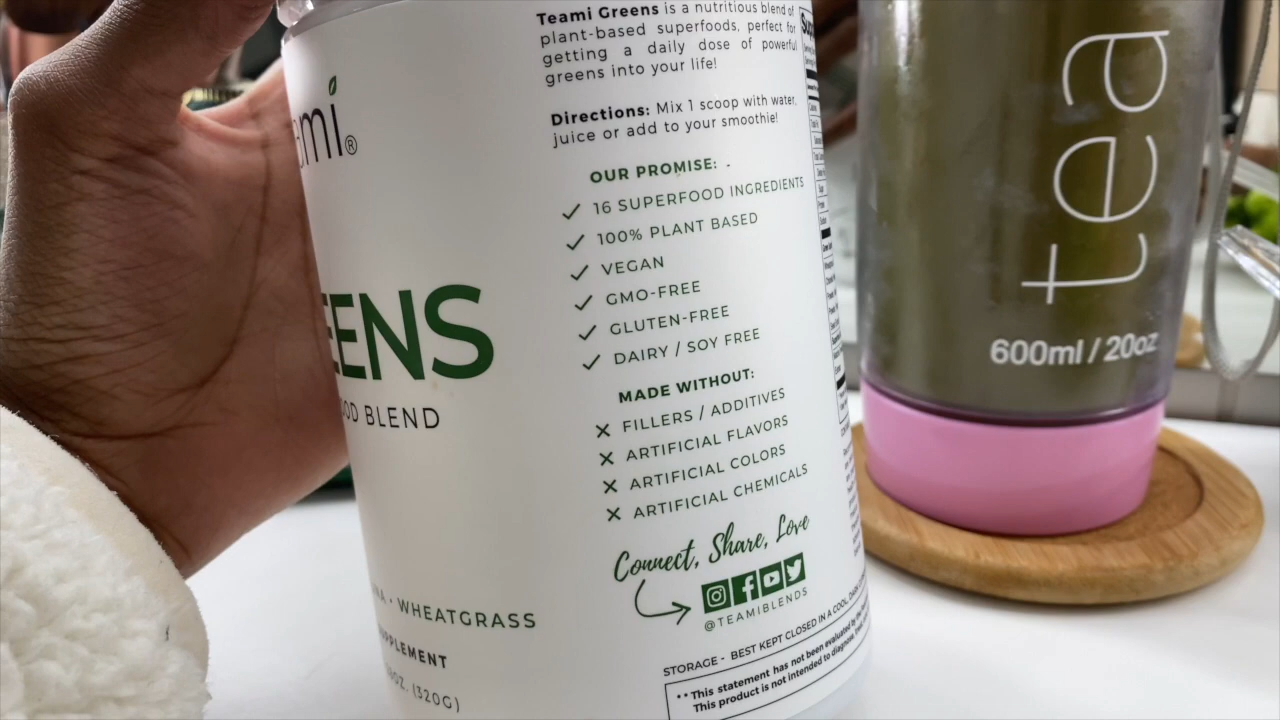 Teami Greens is a nutritious blend of
plant-based superfoods, perfect for
getting a daily dose of powerful
greens into your life!
Directions: Mix 1 scoop with water,
juice or add to your smoothie!
OUR PROMISE: -
16 SUPERFOOD INGREDIENTS
100% PLANT BASED
VEGAN
GMO-FREE
GLUTEN-FREE
DAIRY / SOY FREE
MADE WITHOUT:
FILLERS / ADDITIVES
ARTIFICIAL FLAVORS
ARTIFICIAL COLORS
ARTIFICIAL CHEMICALS
Connect, Share, Love
@TEAMIBLENDS
STORAGE - BEST KEPT CLOSED IN A COOL,
**This statement has not been evaluated by
This product is not intended to diagnose,
emi®
EENS
OD BLEND
NA • WHEATGRASS
PPLEMENT
OZ. (320G)
tea
600ml / 20oz